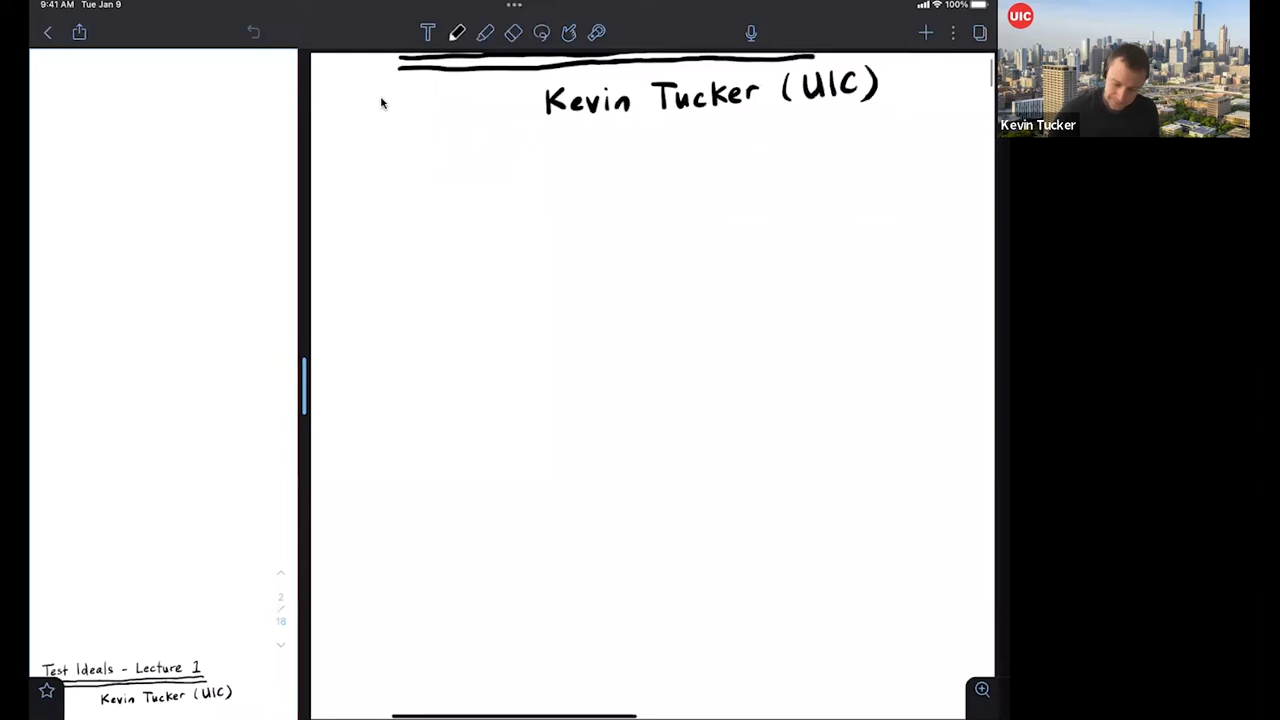 9:41 AM Tue Jan 9
100%
T
Kevin Tucker (UIC)
UIC
Kevin Tucker
2
/
18
Test Ideals - Lecture 1
Kevin Tucker (UIC)